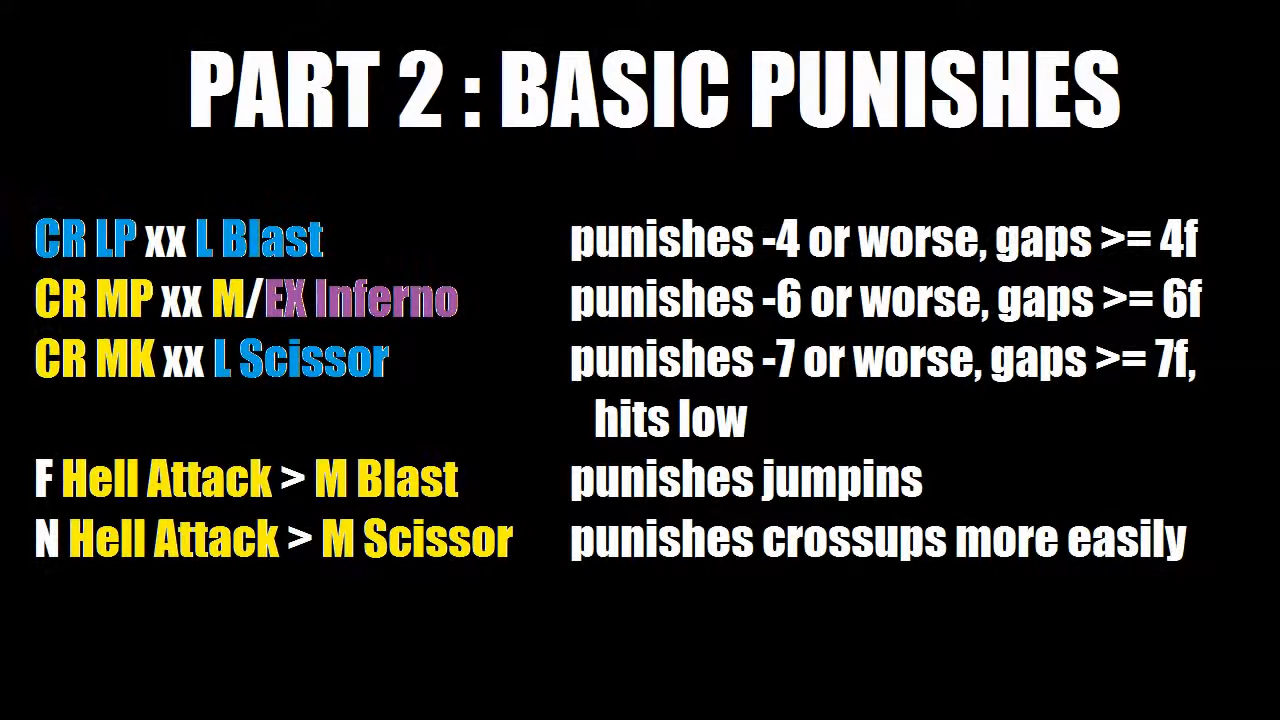 PART 2 : BASIC PUNISHES
CR LP xx L Blast punishes -4 or worse, gaps >= 4f
CR MP xx M/EX Inferno punishes -6 or worse, gaps >= 6f
CR MK xx L Scissor punishes -7 or worse, gaps >= 7f,
hits low
F Hell Attack > M Blast punishes jumpins
N Hell Attack > M Scissor punishes crossups more easily